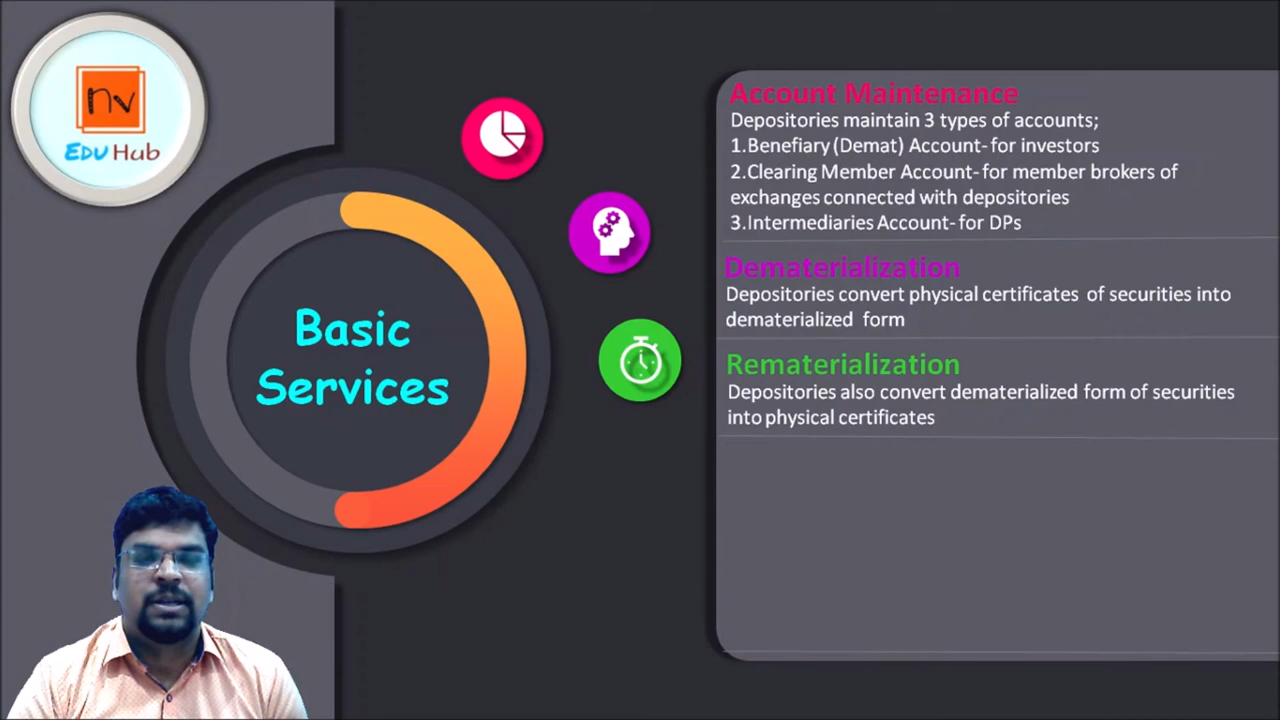 nv
EDU Hub
Basic
Services
Account Maintenance
Depositories maintain 3 types of accounts;
1.Benefiary (Demat) Account- for investors
2.Clearing Member Account- for member brokers of
exchanges connected with depositories
3.Intermediaries Account- for DPs
Dematerialization
Depositories convert physical certificates of securities into
dematerialized form
Rematerialization
Depositories also convert dematerialized form of securities
into physical certificates